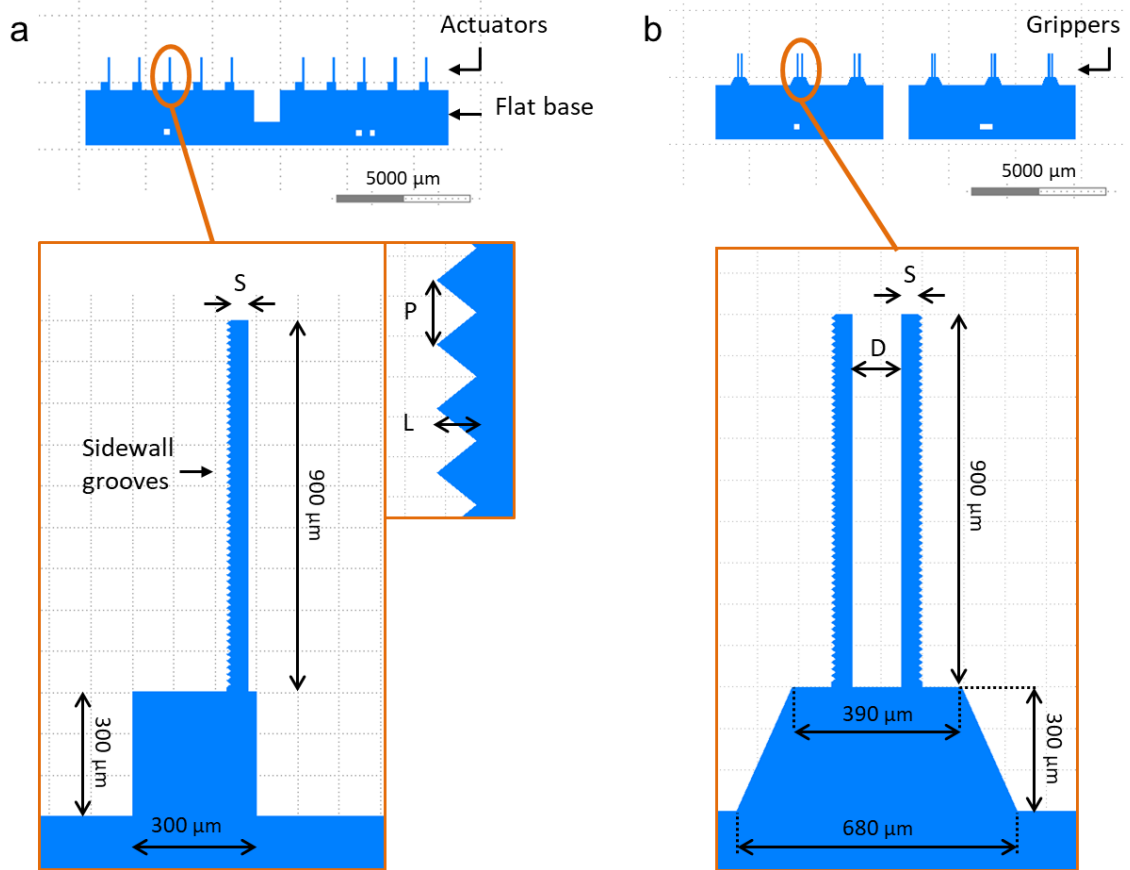 a
Actuators
Flat base
5000 µm
S
P
L
Sidewall
grooves
900 µm
300 µm
300 µm
b
Grippers
5000 µm
S
D
900 µm
390 µm
300 µm
680 µm